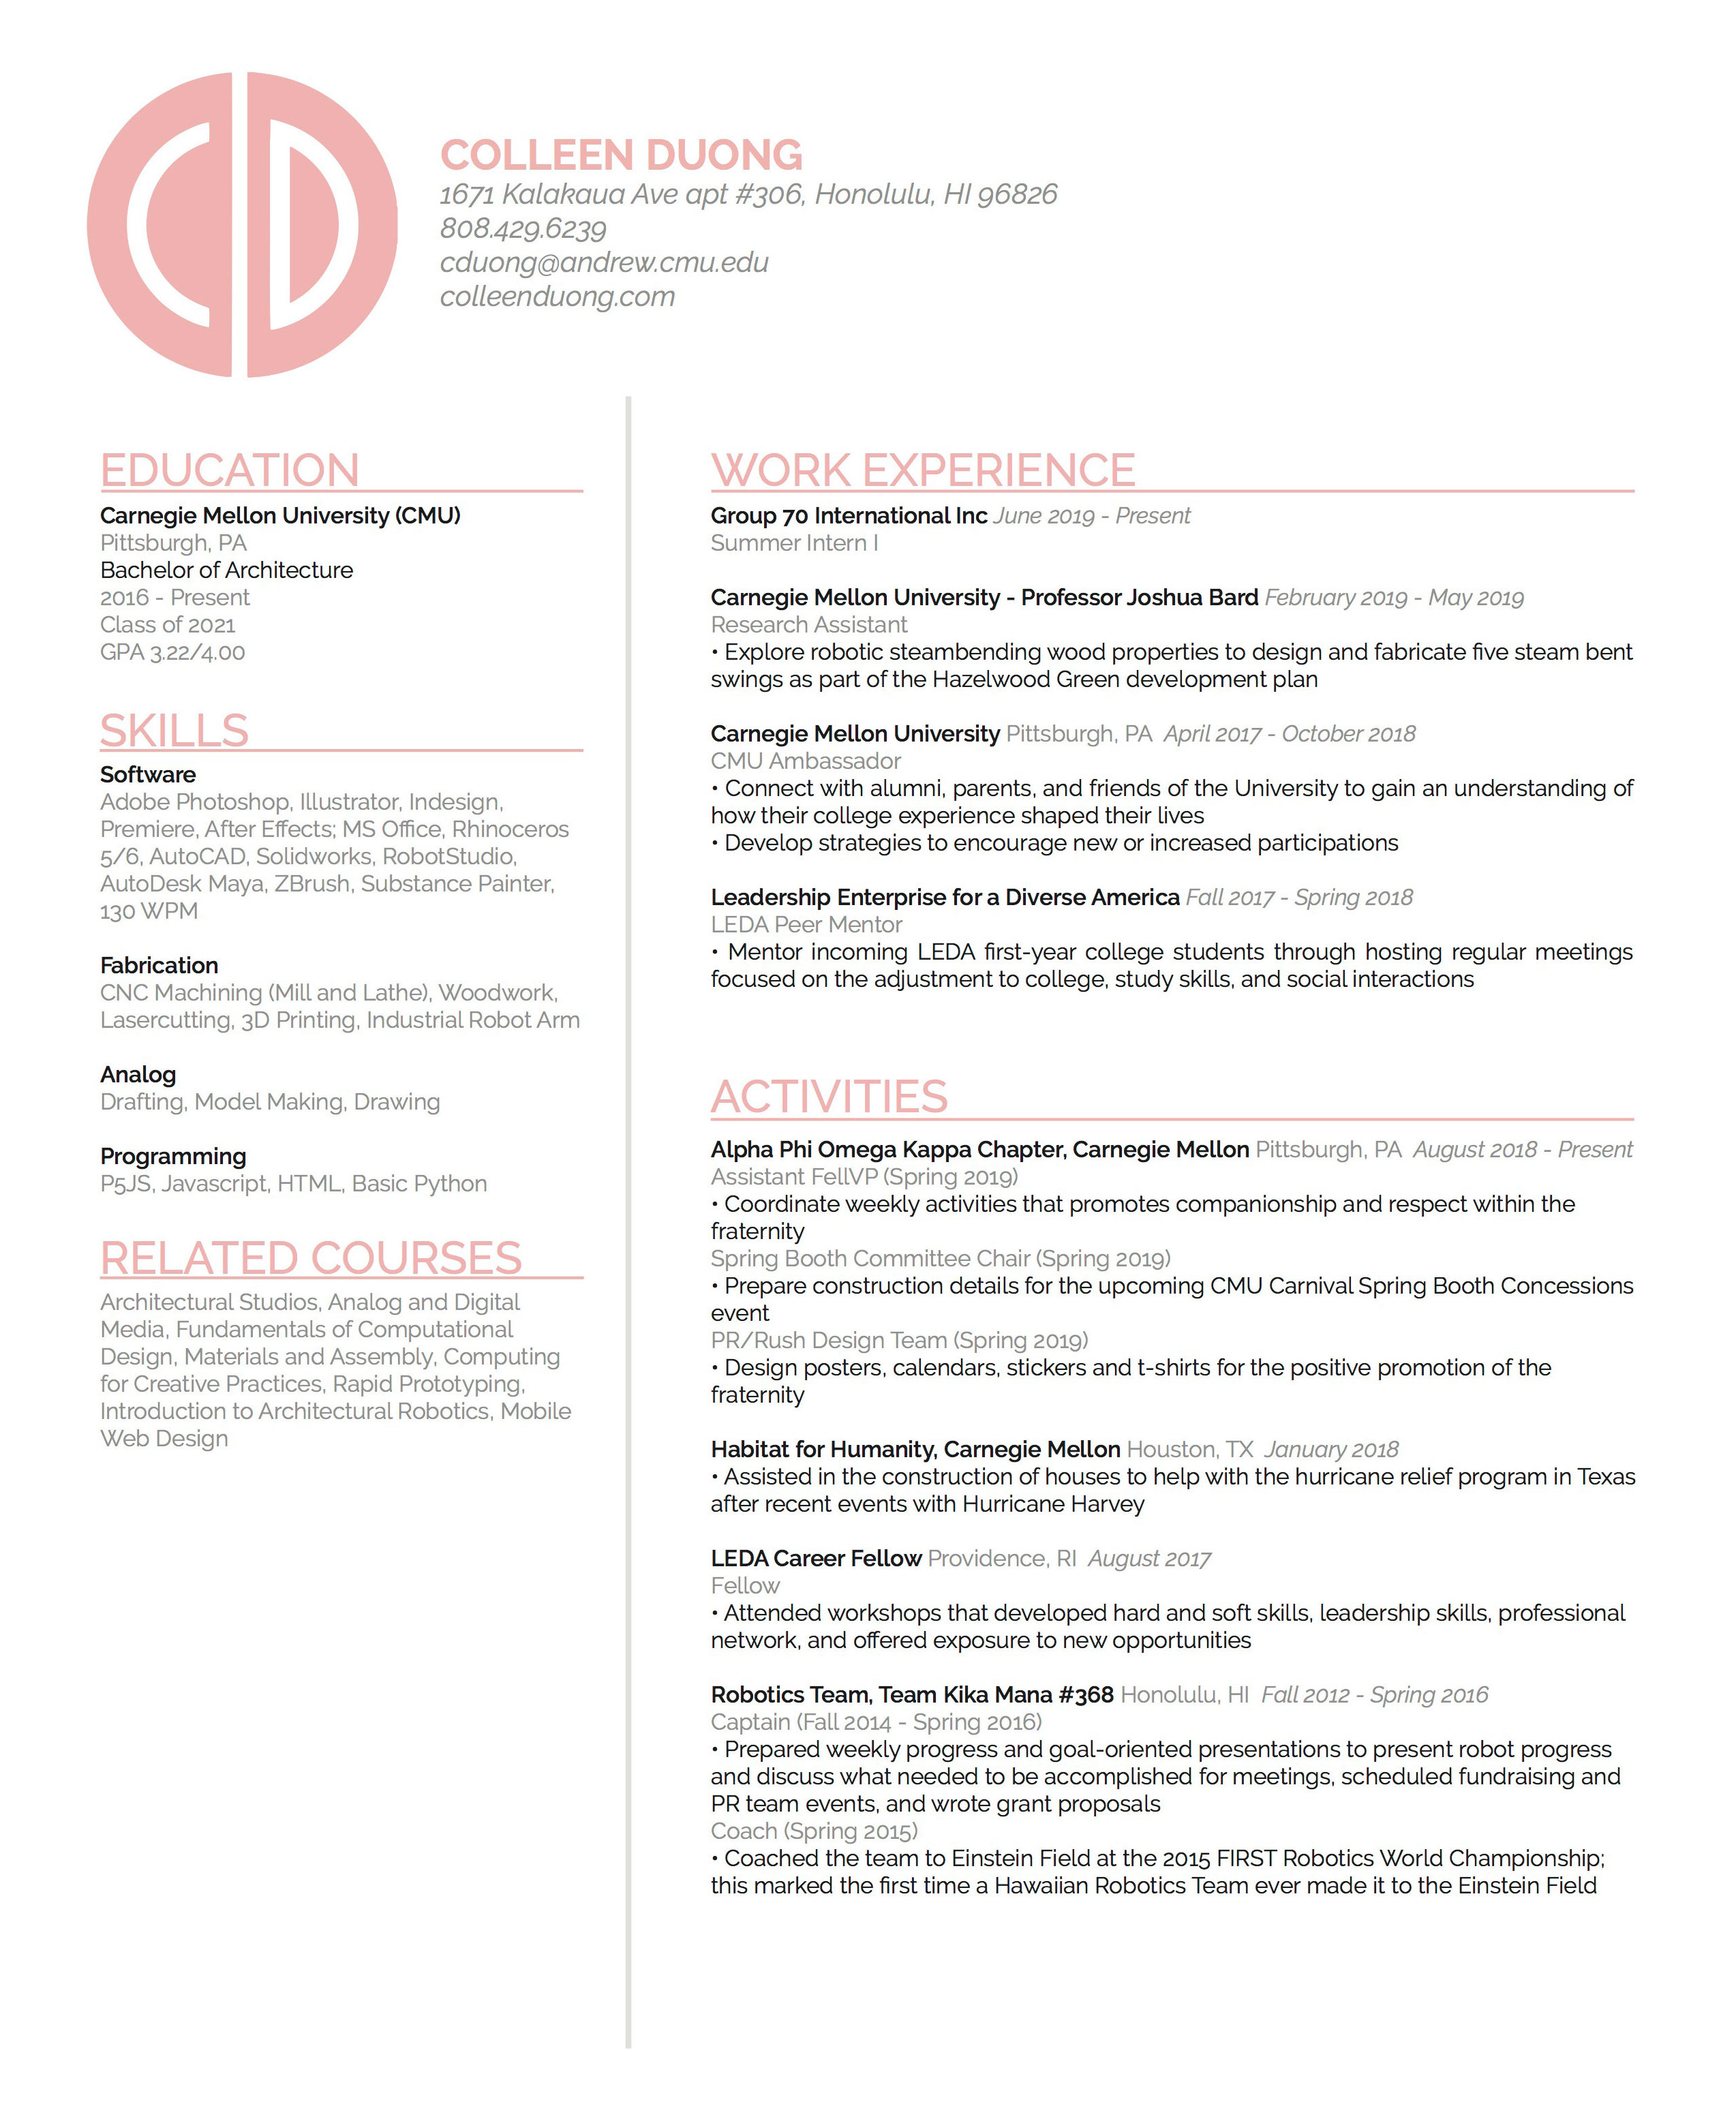 CD
COLLEEN DUONG
1671 Kalakaua Ave apt #306, Honolulu, HI 96826
808.429.6239
cduong@andrew.cmu.edu
colleenduong.com
EDUCATION
Carnegie Mellon University (CMU)
Pittsburgh, PA
Bachelor of Architecture
2016 - Present
Class of 2021
GPA 3.22/4.00
SKILLS
Software
Adobe Photoshop, Illustrator, Indesign,
Premiere, After Effects; MS Office, Rhinoceros
5/6, AutoCAD, Solidworks, RobotStudio,
AutoDesk Maya, ZBrush, Substance Painter,
130 WPM
Fabrication
CNC Machining (Mill and Lathe), Woodwork,
Lasercutting, 3D Printing, Industrial Robot Arm
Analog
Drafting, Model Making, Drawing
Programming
P5JS, Javascript, HTML, Basic Python
RELATED COURSES
Architectural Studios, Analog and Digital
Media, Fundamentals of Computational
Design, Materials and Assembly, Computing
for Creative Practices, Rapid Prototyping,
Introduction to Architectural Robotics, Mobile
Web Design
WORK EXPERIENCE
Group 70 International Inc June 2019 - Present
Summer Intern I
Carnegie Mellon University - Professor Joshua Bard February 2019 - May 2019
Research Assistant
• Explore robotic steambending wood properties to design and fabricate five steam bent
swings as part of the Hazelwood Green development plan
Carnegie Mellon University Pittsburgh, PA April 2017 - October 2018
CMU Ambassador
• Connect with alumni, parents, and friends of the University to gain an understanding of
how their college experience shaped their lives
• Develop strategies to encourage new or increased participations
Leadership Enterprise for a Diverse America Fall 2017 - Spring 2018
LEDA Peer Mentor
• Mentor incoming LEDA first-year college students through hosting regular meetings
focused on the adjustment to college, study skills, and social interactions
ACTIVITIES
Alpha Phi Omega Kappa Chapter, Carnegie Mellon Pittsburgh, PA August 2018 - Present
Assistant FellVP (Spring 2019)
• Coordinate weekly activities that promotes companionship and respect within the
fraternity
Spring Booth Committee Chair (Spring 2019)
• Prepare construction details for the upcoming CMU Carnival Spring Booth Concessions
event
PR/Rush Design Team (Spring 2019)
• Design posters, calendars, stickers and t-shirts for the positive promotion of the
fraternity
Habitat for Humanity, Carnegie Mellon Houston, TX January 2018
• Assisted in the construction of houses to help with the hurricane relief program in Texas
after recent events with Hurricane Harvey
LEDA Career Fellow Providence, RI August 2017
Fellow
• Attended workshops that developed hard and soft skills, leadership skills, professional
network, and offered exposure to new opportunities
Robotics Team, Team Kika Mana #368 Honolulu, HI Fall 2012 - Spring 2016
Captain (Fall 2014 - Spring 2016)
• Prepared weekly progress and goal-oriented presentations to present robot progress
and discuss what needed to be accomplished for meetings, scheduled fundraising and
PR team events, and wrote grant proposals
Coach (Spring 2015)
• Coached the team to Einstein Field at the 2015 FIRST Robotics World Championship;
this marked the first time a Hawaiian Robotics Team ever made it to the Einstein Field